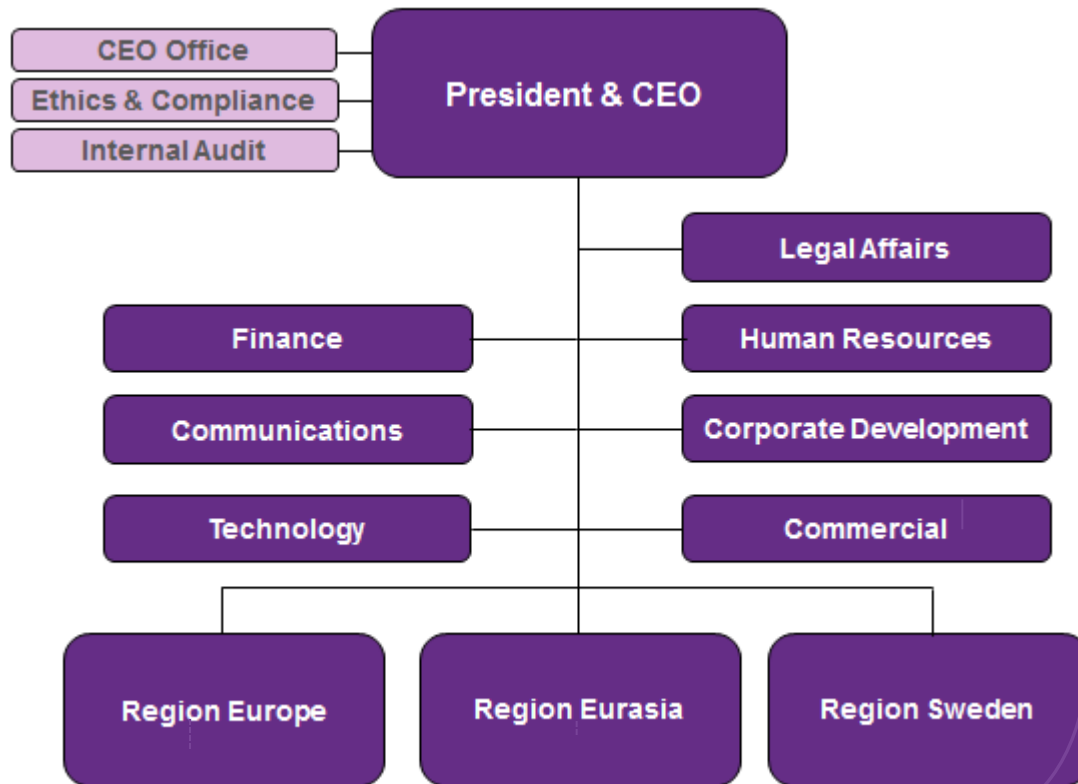 CEO Office
Ethics & Compliance
Internal Audit
President & CEO
Legal Affairs
Finance
Human Resources
Communications
Corporate Development
Technology
Commercial
Region Europe
Region Eurasia
Region Sweden